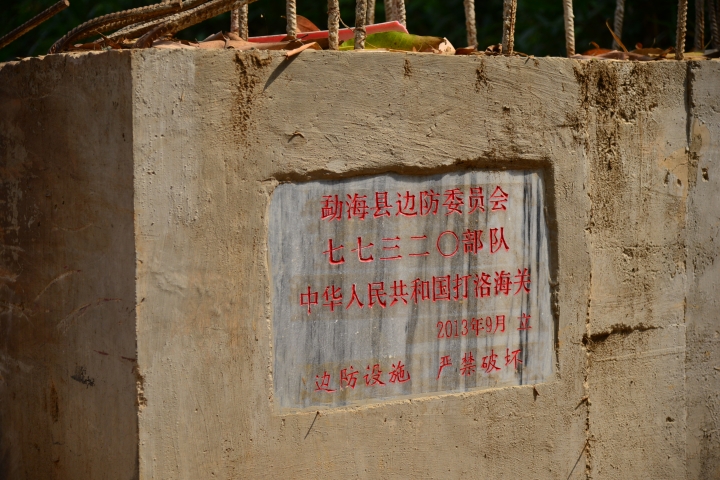 勐海县边防委员会
七七三二〇部队
中华人民共和国打洛海关
2013年9月 立
边防设施 严禁破坏